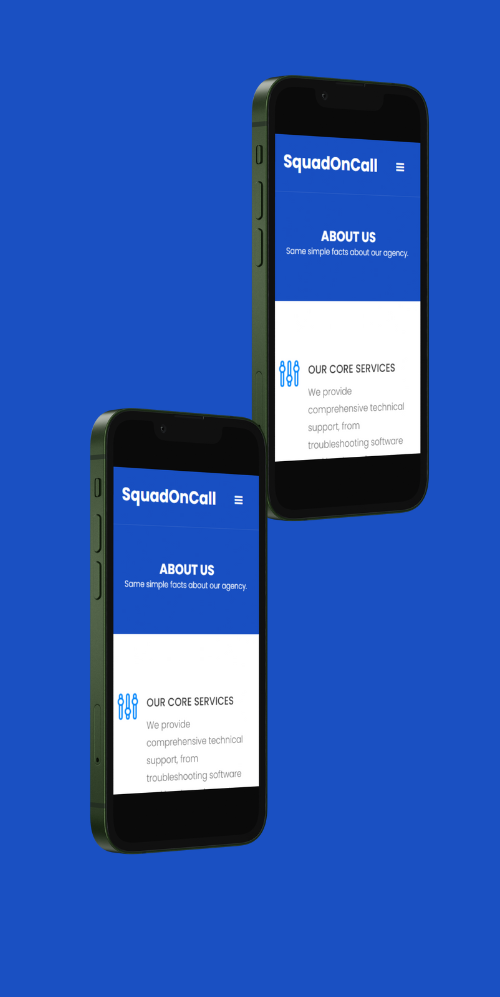 SquadOnCall
ABOUT US
Same simple facts about our agency.
OUR CORE SERVICES
We provide
comprehensive technical
support, from
troubleshooting software
SquadOnCall
ABOUT US
Same simple facts about our agency.
OUR CORE SERVICES
We provide
comprehensive technical
support, from
troubleshooting software